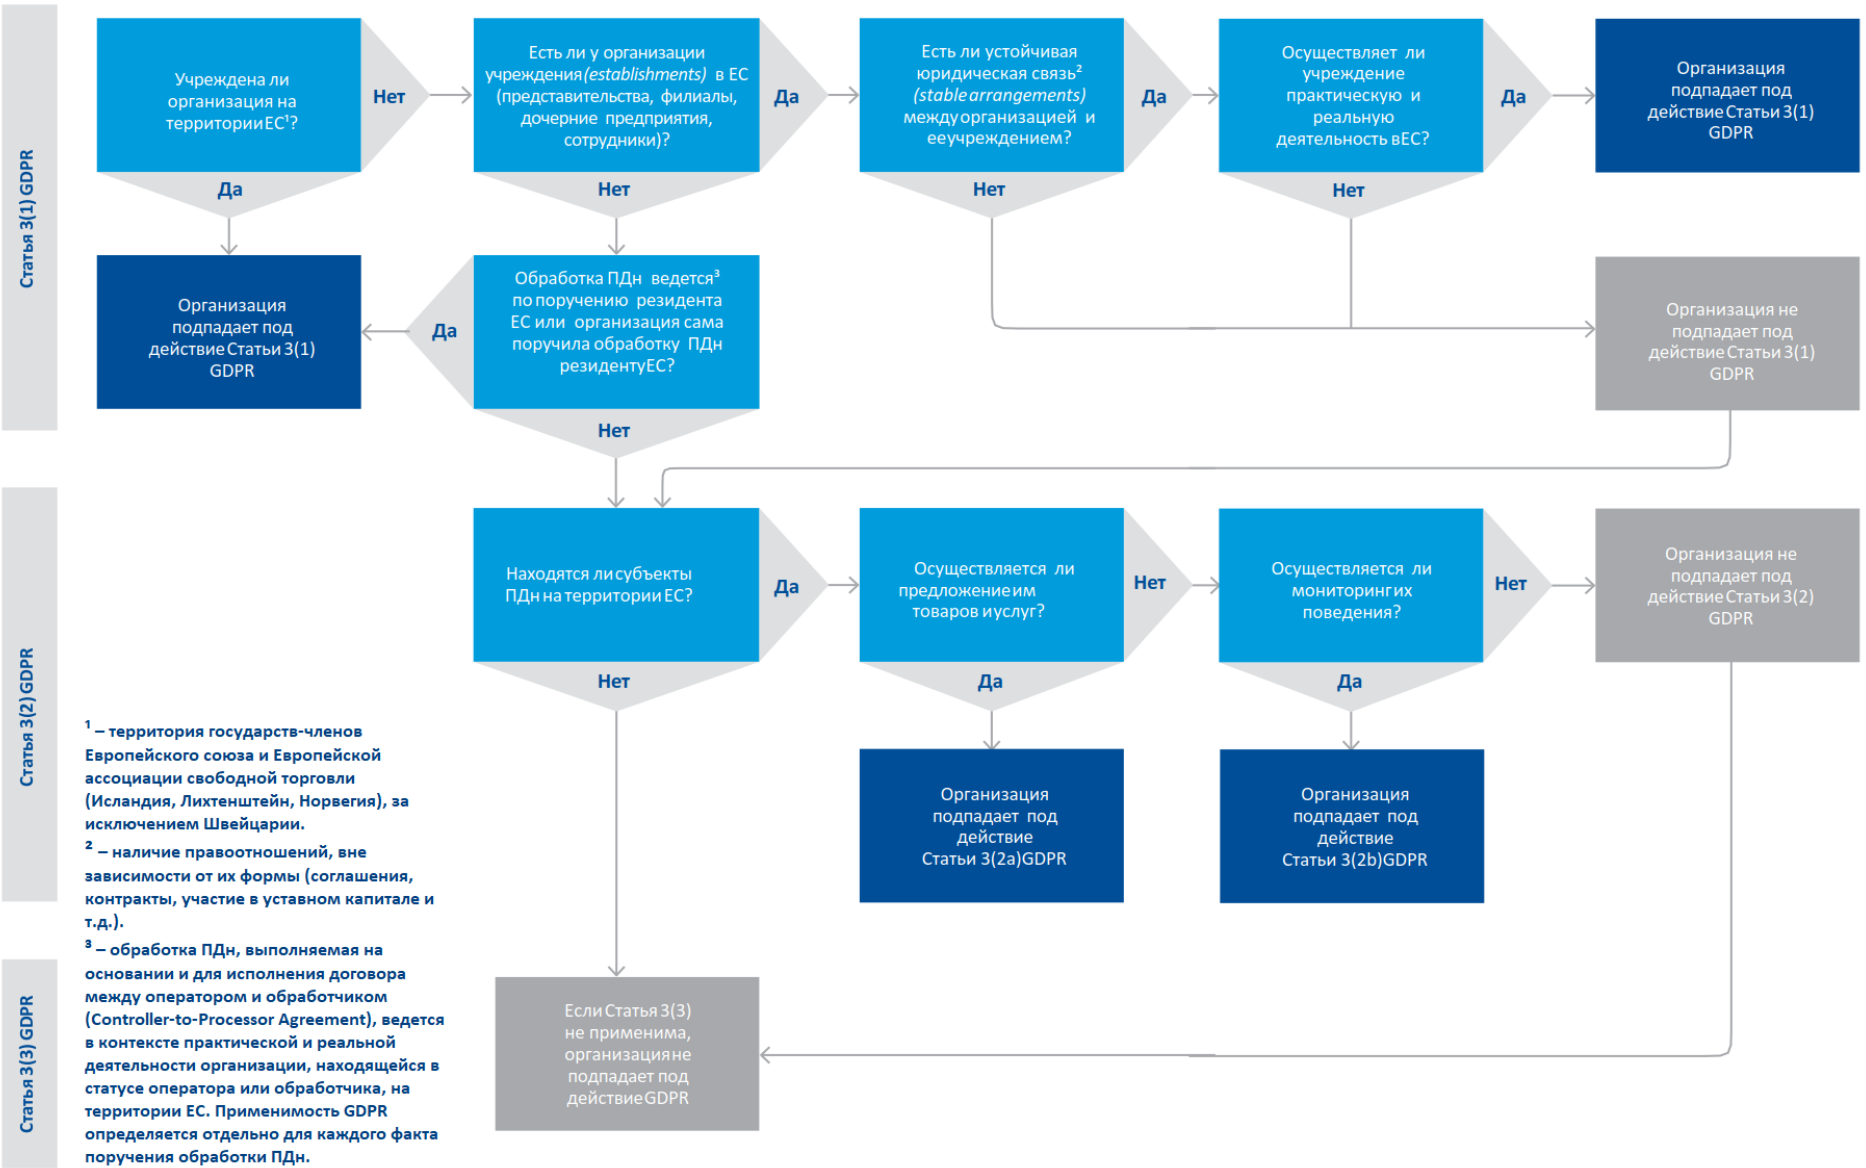 Статья 3(1) GDPR
Учреждена ли
организация на
территории ЕС¹?
Нет
Да
Есть ли у организации
учреждения (establishments) в ЕС
(представительства, филиалы,
дочерние предприятия,
сотрудники)?
Да
Нет
Есть ли устойчивая
юридическая связь²
(stable arrangements)
между организацией и
ее учреждением?
Да
Нет
Осуществляет ли
учреждение
практическую и
реальную
деятельность в ЕС?
Да
Нет
Организация
подпадает под
действие Статьи 3(1)
GDPR
Организация
подпадает под
действие Статьи 3(1)
GDPR
Да
Обработка ПДн ведется³
по поручению резидента
ЕС или организация сама
поручила обработку ПДн
резиденту ЕС?
Нет
Организация не
подпадает под
действие Статьи 3(1)
GDPR
Статья 3(2) GDPR
Находятся ли субъекты
ПДн на территории ЕС?
Да
Нет
Осуществляется ли
предложение им
товаров и услуг?
Нет
Да
Осуществляется ли
мониторинг их
поведения?
Нет
Да
Организация не
подпадает под
действие Статьи 3(2)
GDPR
Организация
подпадает под
действие
Статьи 3(2a)GDPR
Организация
подпадает под
действие
Статьи 3(2b)GDPR
¹ – территория государств-членов
Европейского союза и Европейской
ассоциации свободной торговли
(Исландия, Лихтенштейн, Норвегия), за
исключением Швейцарии.
² – наличие правоотношений, вне
зависимости от их формы (соглашения,
контракты, участие в уставном капитале и
т.д.).
³ – обработка ПДн, выполняемая на
основании и для исполнения договора
между оператором и обработчиком
(Controller-to-Processor Agreement), ведется
в контексте практической и реальной
деятельности организации, находящейся в
статусе оператора или обработчика, на
территории ЕС. Применимость GDPR
определяется отдельно для каждого факта
поручения обработки ПДн.
Статья 3(3) GDPR
Если Статья 3(3)
не применима,
организация не
подпадает под
действие GDPR